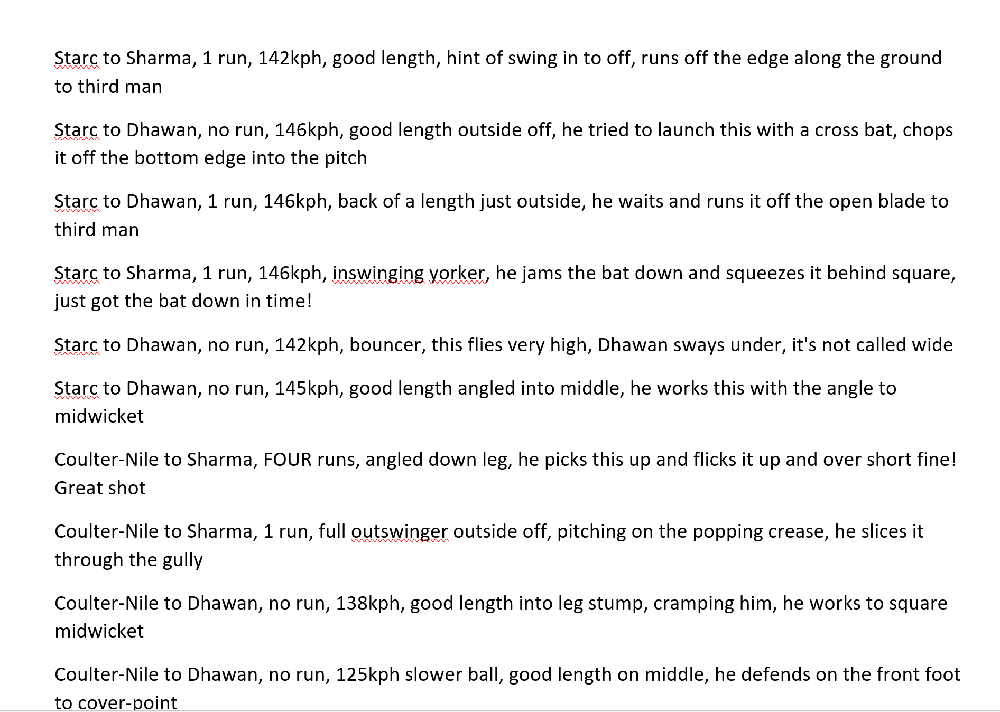 Starc to Sharma, 1 run, 142kph, good length, hint of swing in to off, runs off the edge along the ground
to third man
Starc to Dhawan, no run, 146kph, good length outside off, he tried to launch this with a cross bat, chops
it off the bottom edge into the pitch
Starc to Dhawan, 1 run, 146kph, back of a length just outside, he waits and runs it off the open blade to
third man
Starc to Sharma, 1 run, 146kph, inswinging yorker, he jams the bat down and squeezes it behind square,
just got the bat down in time!
Starc to Dhawan, no run, 142kph, bouncer, this flies very high, Dhawan sways under, it's not called wide
Starc to Dhawan, no run, 145kph, good length angled into middle, he works this with the angle to
midwicket
Coulter-Nile to Sharma, FOUR runs, angled down leg, he picks this up and flicks it up and over short fine!
Great shot
Coulter-Nile to Sharma, 1 run, full outswinger outside off, pitching on the popping crease, he slices it
through the gully
Coulter-Nile to Dhawan, no run, 138kph, good length into leg stump, cramping him, he works to square
midwicket
Coulter-Nile to Dhawan, no run, 125kph slower ball, good length on middle, he defends on the front foot
to cover-point